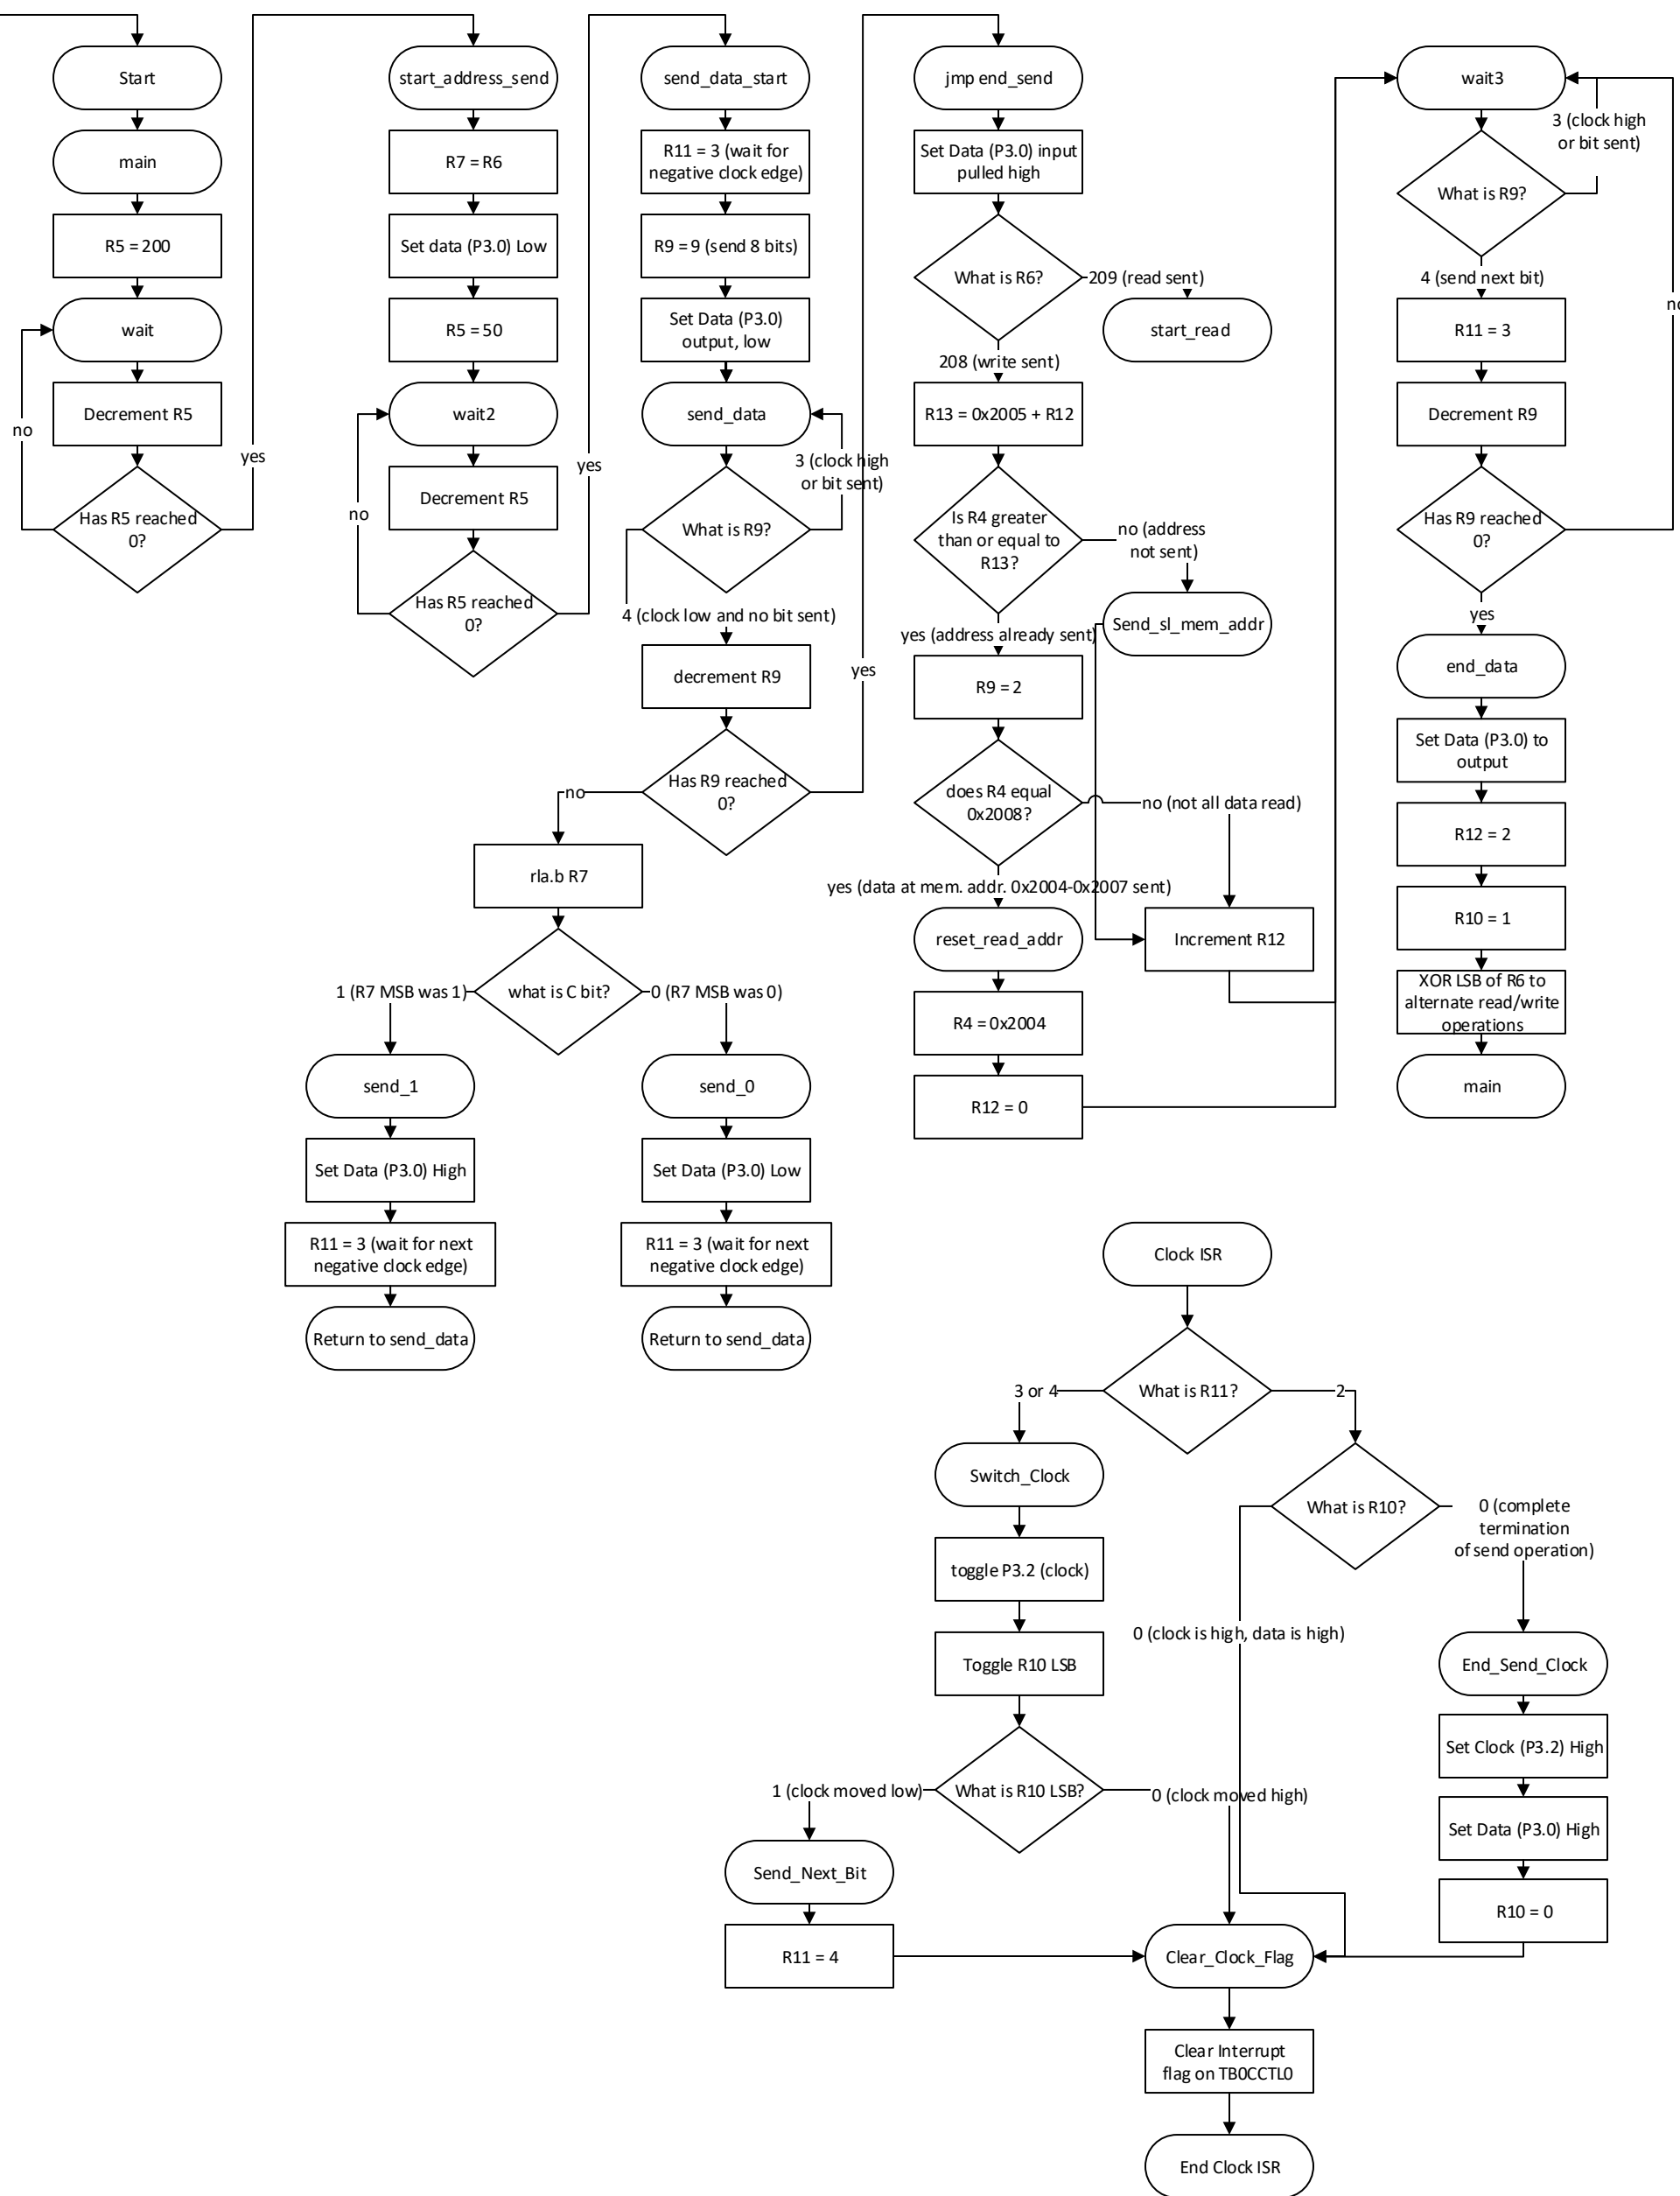 Start
main
R5 = 200
wait
Decrement R5
no
Has R5 reached
0?
yes
start_address_send
R7 = R6
Set data (P3.0) Low
R5 = 50
wait2
Decrement R5
no
Has R5 reached
0?
yes
send_data_start
R11 = 3 (wait for
negative clock edge)
R9 = 9 (send 8 bits)
Set Data (P3.0)
output, low
send_data
3 (clock high
or bit sent)
What is R9?
4 (clock low and no bit sent)
decrement R9
Has R9 reached
0?
yes
no
rla.b R7
what is C bit?
1 (R7 MSB was 1)
0 (R7 MSB was 0)
send_1
Set Data (P3.0) High
R11 = 3 (wait for next
negative clock edge)
Return to send_data
send_0
Set Data (P3.0) Low
R11 = 3 (wait for next
negative clock edge)
Return to send_data
jmp end_send
Set Data (P3.0) input
pulled high
What is R6?
209 (read sent)
start_read
208 (write sent)
R13 = 0x2005 + R12
Is R4 greater
than or equal to
R13?
no (address
not sent)
Send_sl_mem_addr
yes (address already sent)
R9 = 2
does R4 equal
0x2008?
no (not all data read)
yes (data at mem. addr. 0x2004-0x2007 sent)
reset_read_addr
Increment R12
R4 = 0x2004
R12 = 0
wait3
3 (clock high
or bit sent)
What is R9?
4 (send next bit)
R11 = 3
Decrement R9
Has R9 reached
0?
yes
end_data
Set Data (P3.0) to
output
R12 = 2
R10 = 1
XOR LSB of R6 to
alternate read/write
operations
main
Clock ISR
What is R11?
3 or 4
2
Switch_Clock
toggle P3.2 (clock)
Toggle R10 LSB
What is R10 LSB?
1 (clock moved low)
0 (clock moved high)
Send_Next_Bit
R11 = 4
What is R10?
0 (complete
termination
of send operation)
0 (clock is high, data is high)
End_Send_Clock
Set Clock (P3.2) High
Set Data (P3.0) High
R10 = 0
Clear_Clock_Flag
Clear Interrupt
flag on TB0CCTL0
End Clock ISR